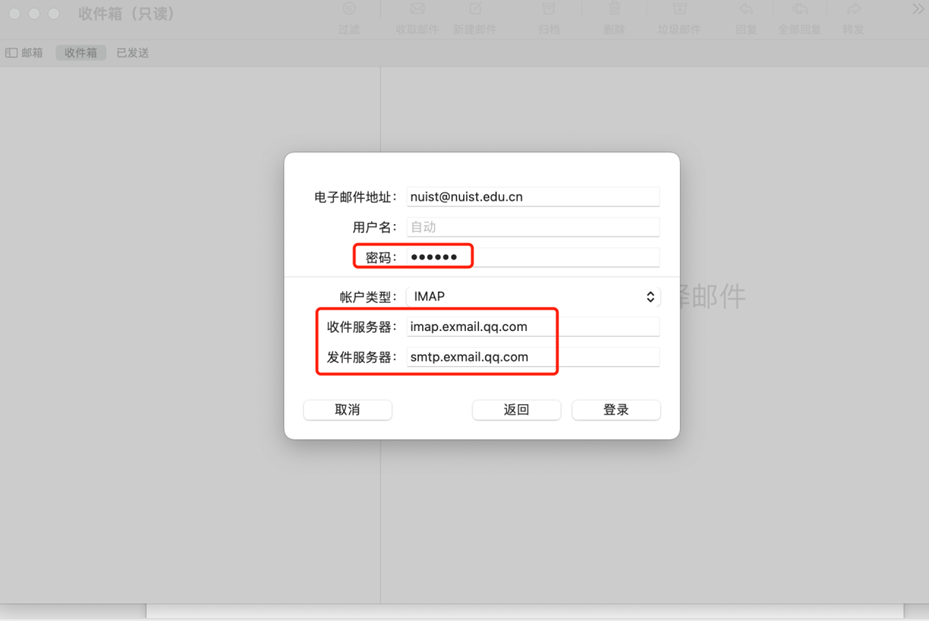 收件箱（只读）
过滤
收取邮件
新建邮件
归档
删除
垃圾邮件
回复
全部回复
转发
邮箱
收件箱
已发送
电子邮件地址：
nuist@nuist.edu.cn
用户名：
自动
密码：
●●●●●●
帐户类型：
IMAP
择邮件
收件服务器：
imap.exmail.qq.com
发件服务器：
smtp.exmail.qq.com
取消
返回
登录